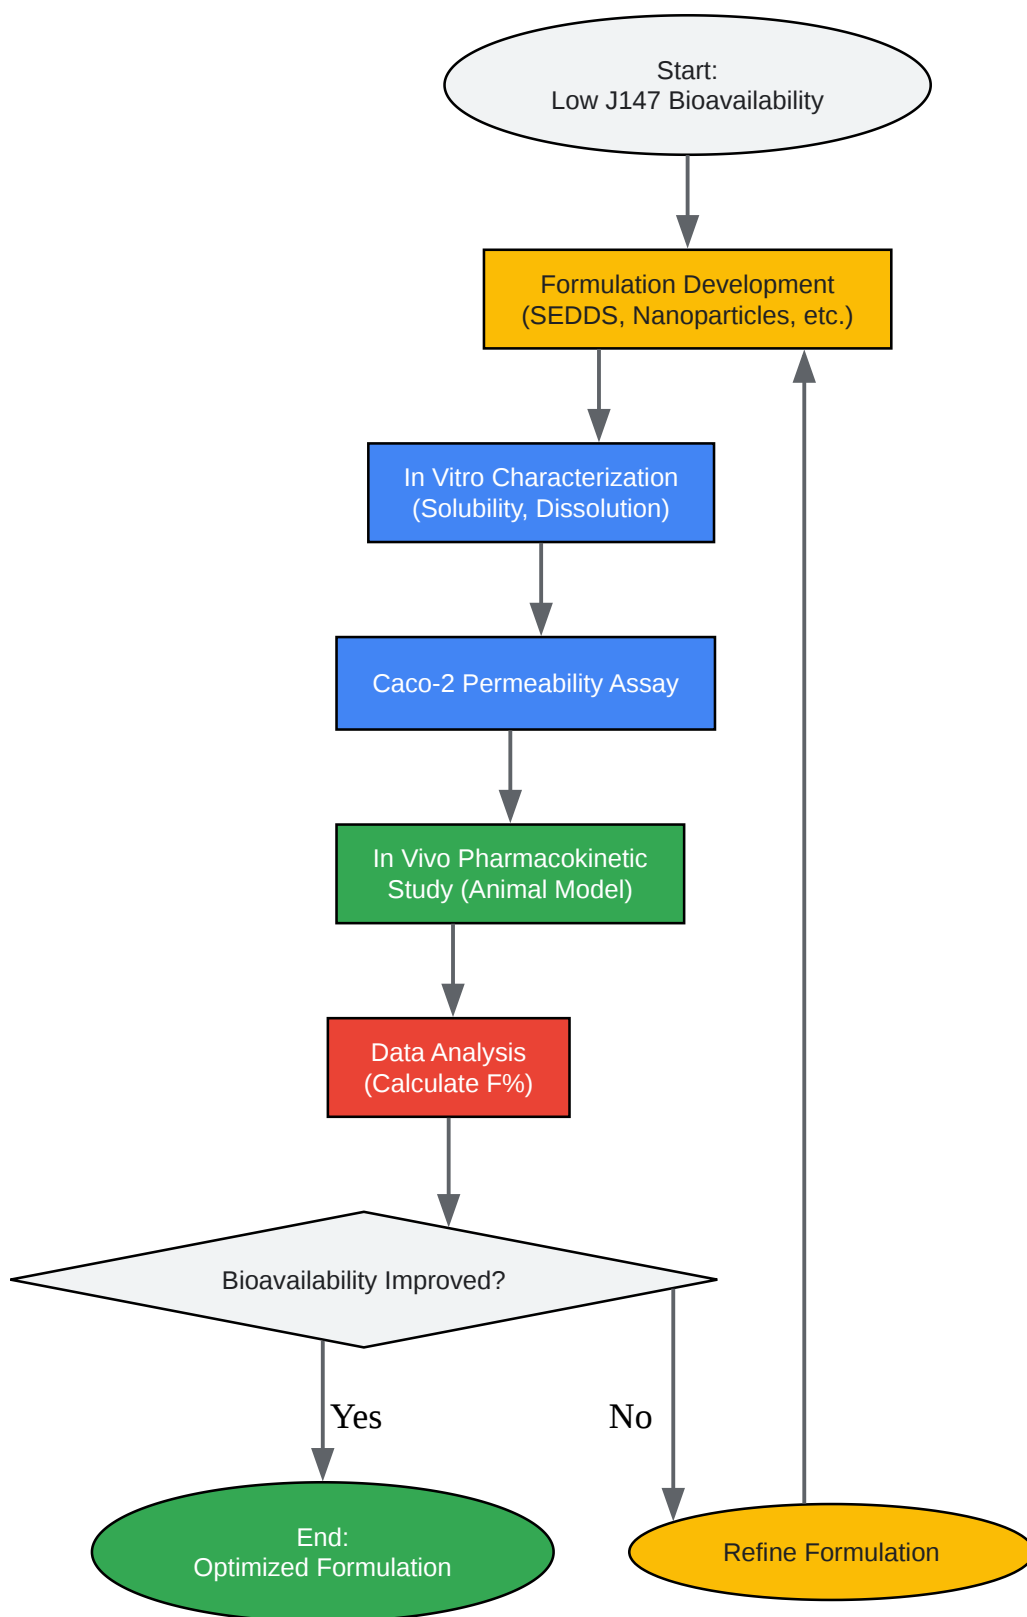 Start:
Low J147 Bioavailability
Formulation Development
(SEDDS, Nanoparticles, etc.)
In Vitro Characterization
(Solubility, Dissolution)
Caco-2 Permeability Assay
In Vivo Pharmacokinetic
Study (Animal Model)
Data Analysis
(Calculate F%)
Bioavailability Improved?
Yes
No
End:
Optimized Formulation
Refine Formulation